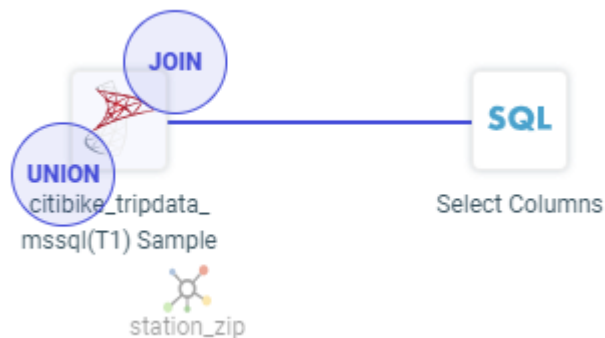 JOIN
SQL
UNION
citibike_tripdata_
mssql(T1) Sample
Select Columns
station_zip